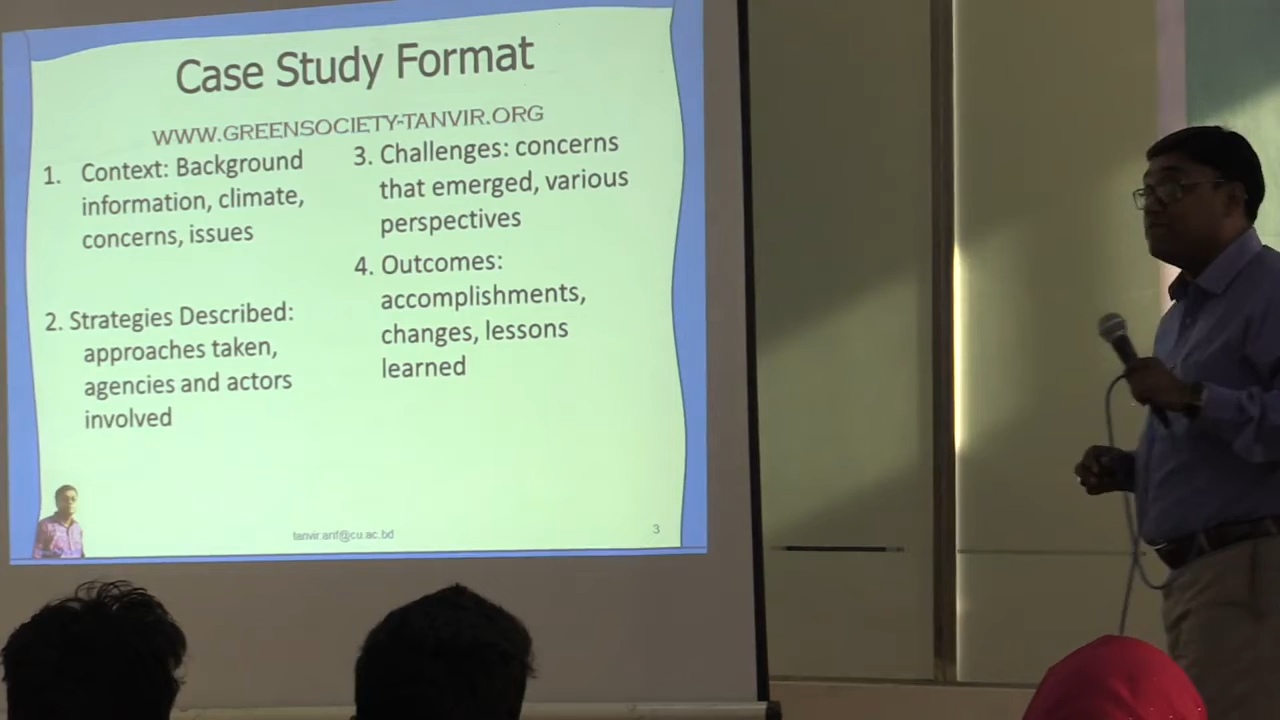 Case Study Format
WWW.GREENSOCIETY-TANVIR.ORG
1. Context: Background
information, climate,
concerns, issues
2. Strategies Described:
approaches taken,
agencies and actors
involved
3. Challenges: concerns
that emerged, various
perspectives
4. Outcomes:
accomplishments,
changes, lessons
learned
tanvir.arif@cu.ac.bd
3